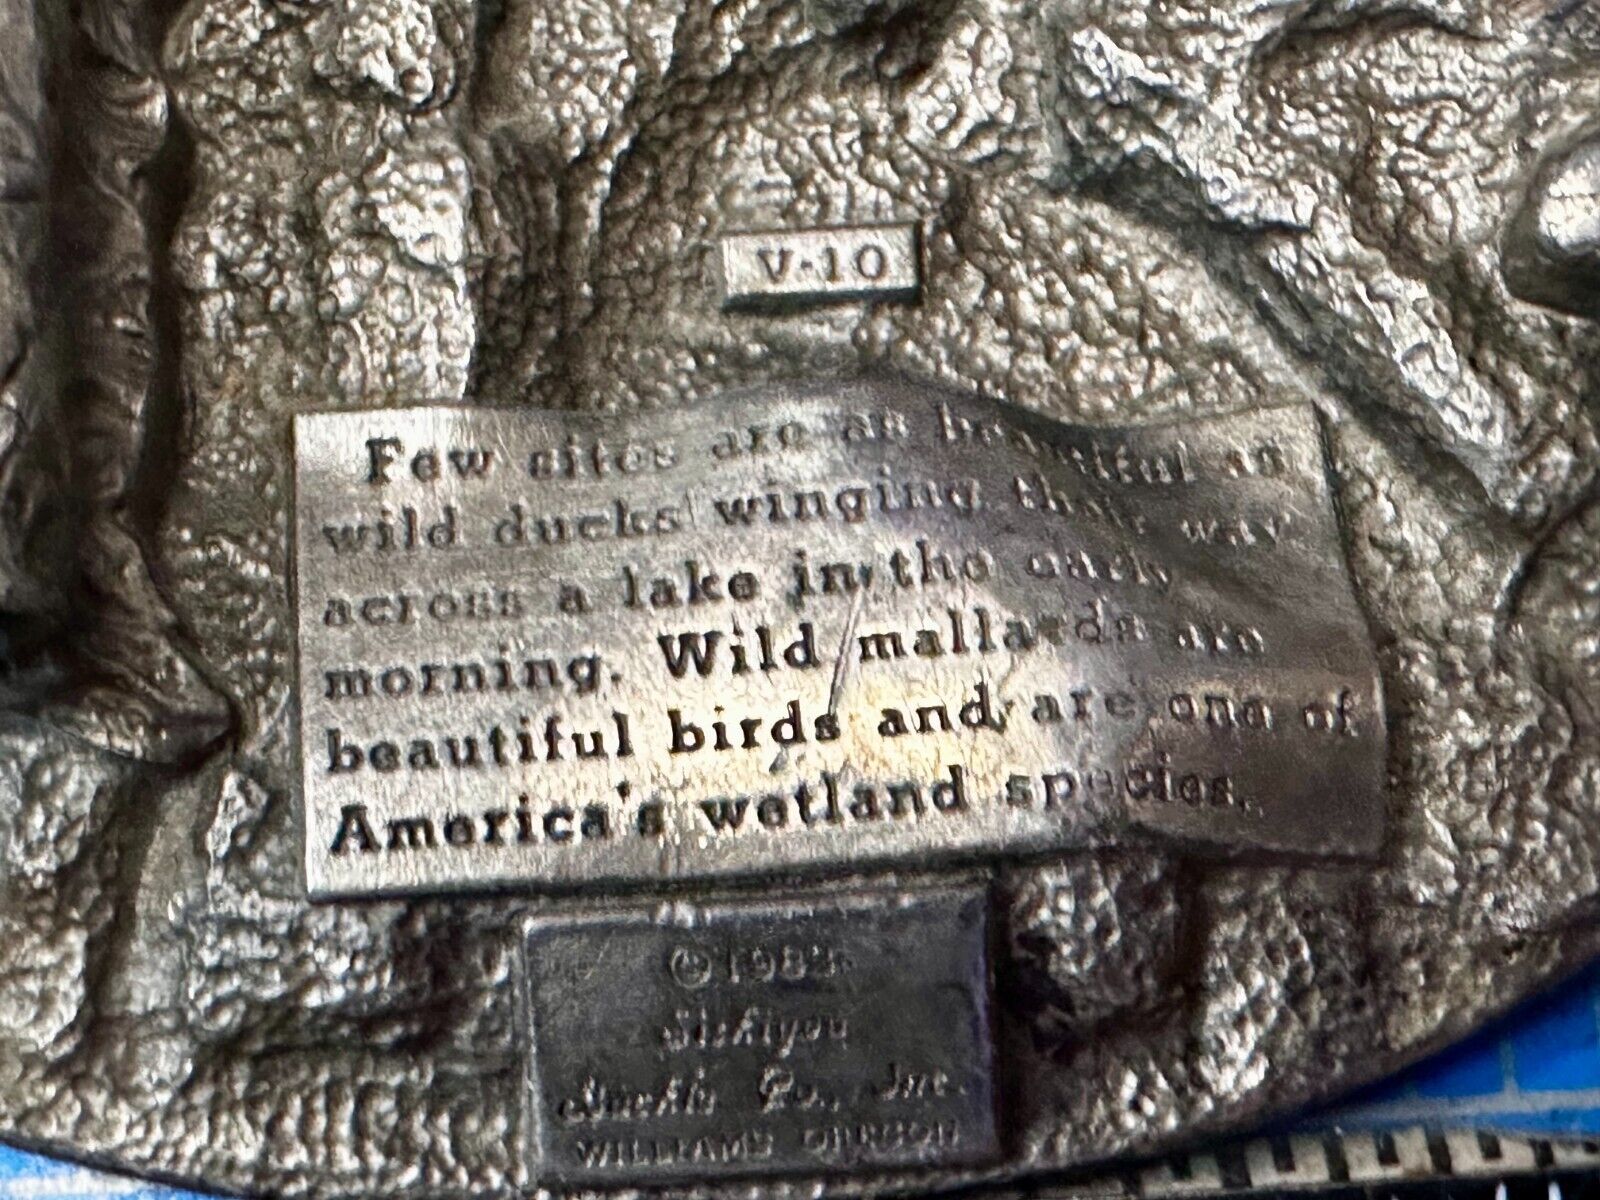 V-10
Few sites are as beautiful as
wild ducks winging their way
across a lake in the early
morning. Wild mallards are
beautiful birds and are one of
America's wetland species.
© 1983
Siskiyou
Buckle Co., Inc.
WILLIAMS OREGON